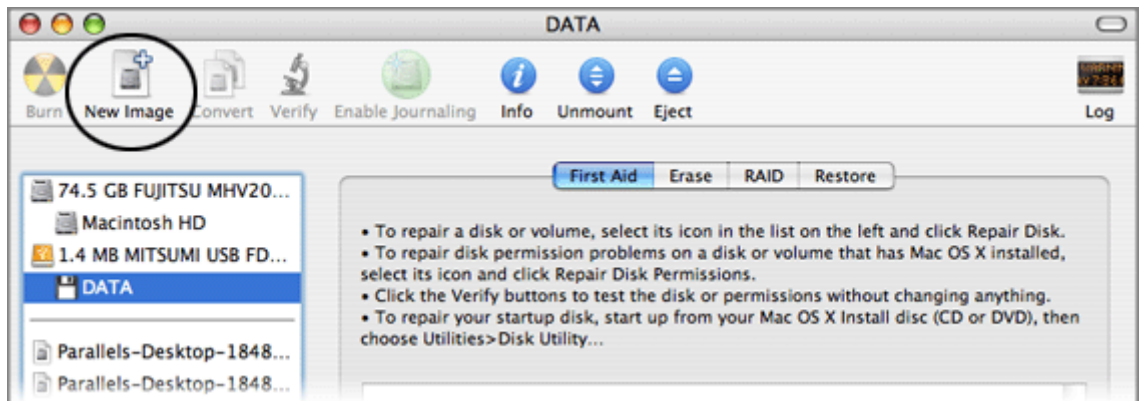 DATA
Burn New Image Convert Verify Enable Journaling Info Unmount Eject Log
First Aid Erase RAID Restore
74.5 GB FUJITSU MHV20...
Macintosh HD
1.4 MB MITSUMI USB FD...
DATA
Parallels-Desktop-1848...
Parallels-Desktop-1848...
• To repair a disk or volume, select its icon in the list on the left and click Repair Disk.
• To repair disk permission problems on a disk or volume that has Mac OS X installed,
select its icon and click Repair Disk Permissions.
• Click the Verify buttons to test the disk or permissions without changing anything.
• To repair your startup disk, start up from your Mac OS X Install disc (CD or DVD), then
choose Utilities>Disk Utility...